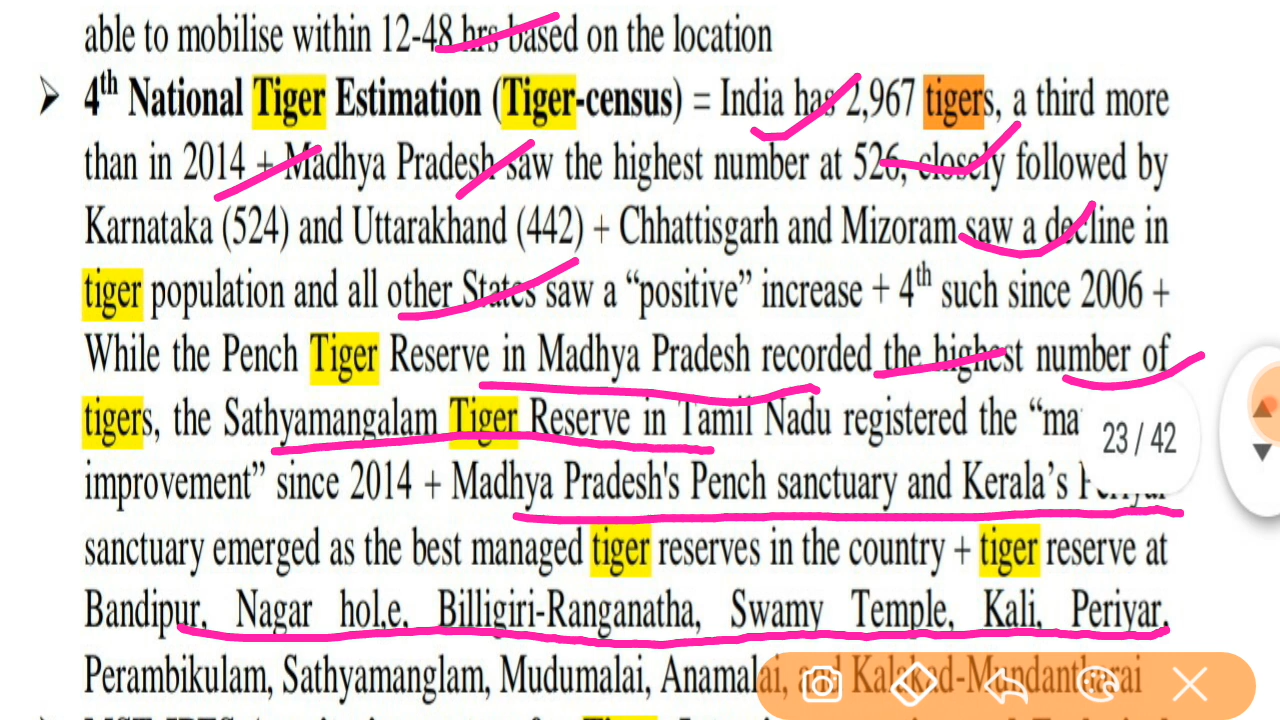 able to mobilise within 12-48 hrs based on the location
➤ 4th National Tiger Estimation (Tiger-census) = India has 2,967 tigers, a third more
than in 2014 + Madhya Pradesh saw the highest number at 526, closely followed by
Karnataka (524) and Uttarakhand (442) + Chhattisgarh and Mizoram saw a decline in
tiger population and all other States saw a “positive” increase + 4th such since 2006 +
While the Pench Tiger Reserve in Madhya Pradesh recorded the highest number of
tigers, the Sathyamangalam Tiger Reserve in Tamil Nadu registered the “ma
23 / 42
improvement” since 2014 + Madhya Pradesh's Pench sanctuary and Kerala’s Periyar
sanctuary emerged as the best managed tiger reserves in the country + tiger reserve at
Bandipur, Nagar hol,e, Billigiri-Ranganatha, Swamy Temple, Kali, Periyar,
Perambikulam, Sathyamanglam, Mudumalai, Anamalai, and Kalakad-Mundantharai